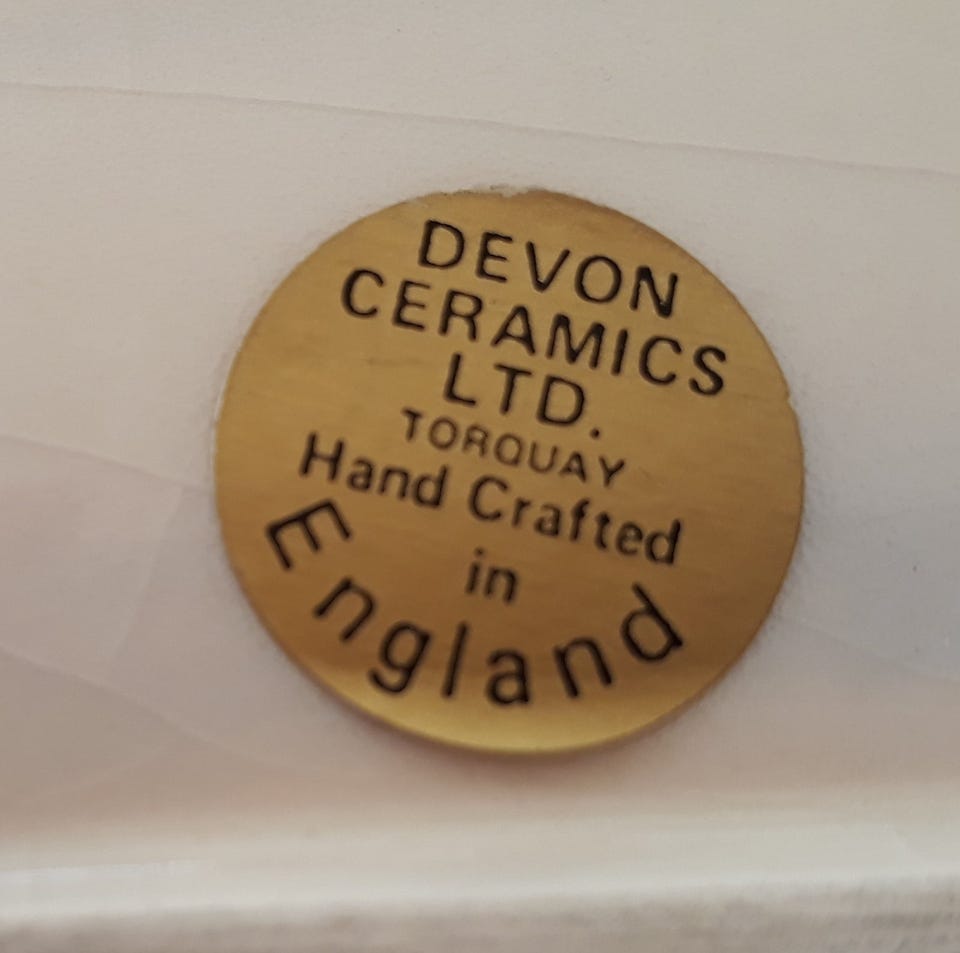 DEVON
CERAMICS
LTD.
TORQUAY
Hand Crafted
in
England